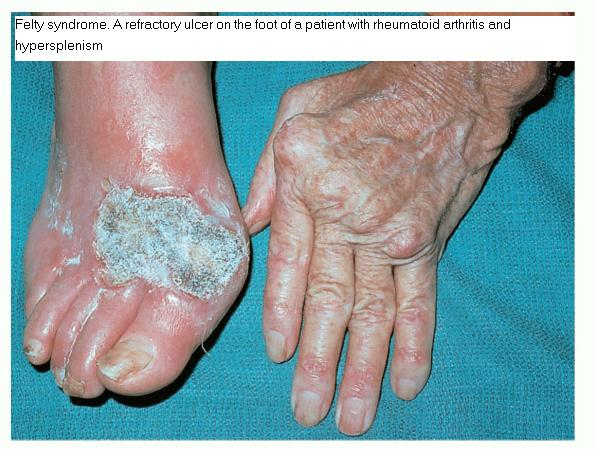 Felty syndrome. A refractory ulcer on the foot of a patient with rheumatoid arthritis and
hypersplenism